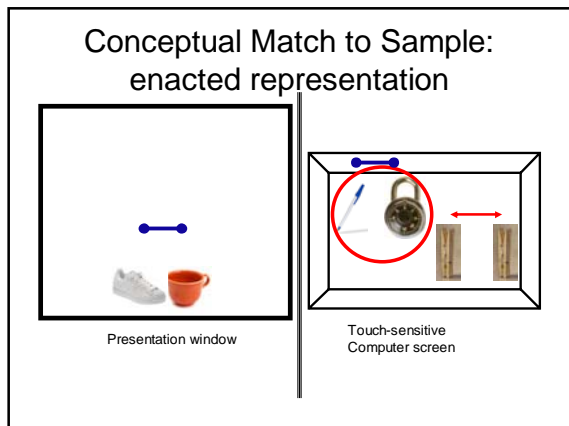 Conceptual Match to Sample:
enacted representation
Presentation window
Touch-sensitive
Computer screen